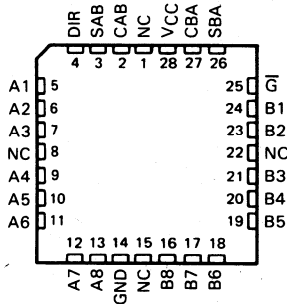 DIR SAB CAB NC VCC CBA SBA
4 3 2 1 28 27 26
A1 5 25 G̅
A2 6 24 B1
A3 7 23 B2
NC 8 22 NC
A4 9 21 B3
A5 10 20 B4
A6 11 19 B5
12 13 14 15 16 17 18
A7 A8 GND NC B8 B7 B6